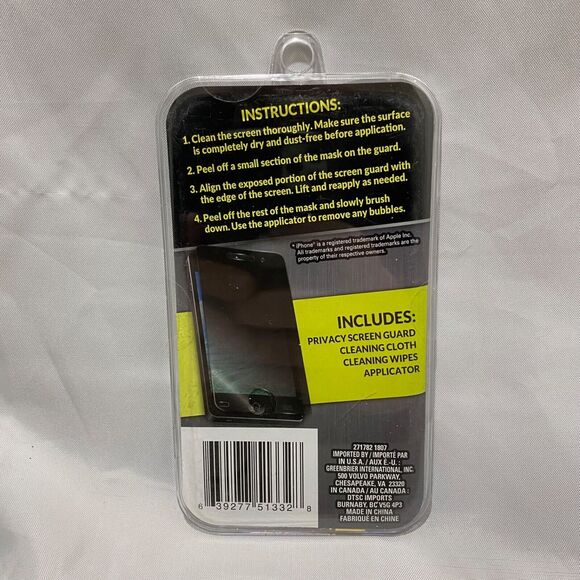 INSTRUCTIONS:
1. Clean the screen thoroughly. Make sure the surface
is completely dry and dust-free before application.
2. Peel off a small section of the mask on the guard.
3. Align the exposed portion of the screen guard with
the edge of the screen. Lift and reapply as needed.
4. Peel off the rest of the mask and slowly brush
down. Use the applicator to remove any bubbles.
* iPhone® is a registered trademark of Apple Inc.
All trademarks and registered trademarks are the
property of their respective owners.
INCLUDES:
PRIVACY SCREEN GUARD
CLEANING CLOTH
CLEANING WIPES
APPLICATOR
271782 1807
IMPORTED BY / IMPORTÉ PAR
IN U.S.A. / AUX É.-U. :
GREENBRIER INTERNATIONAL, INC.
500 VOLVO PARKWAY,
CHESAPEAKE, VA 23320
IN CANADA / AU CANADA :
DTSC IMPORTS
BURNABY, BC V5G 4P3
MADE IN CHINA
FABRIQUÉ EN CHINE
6 39277 51332 8